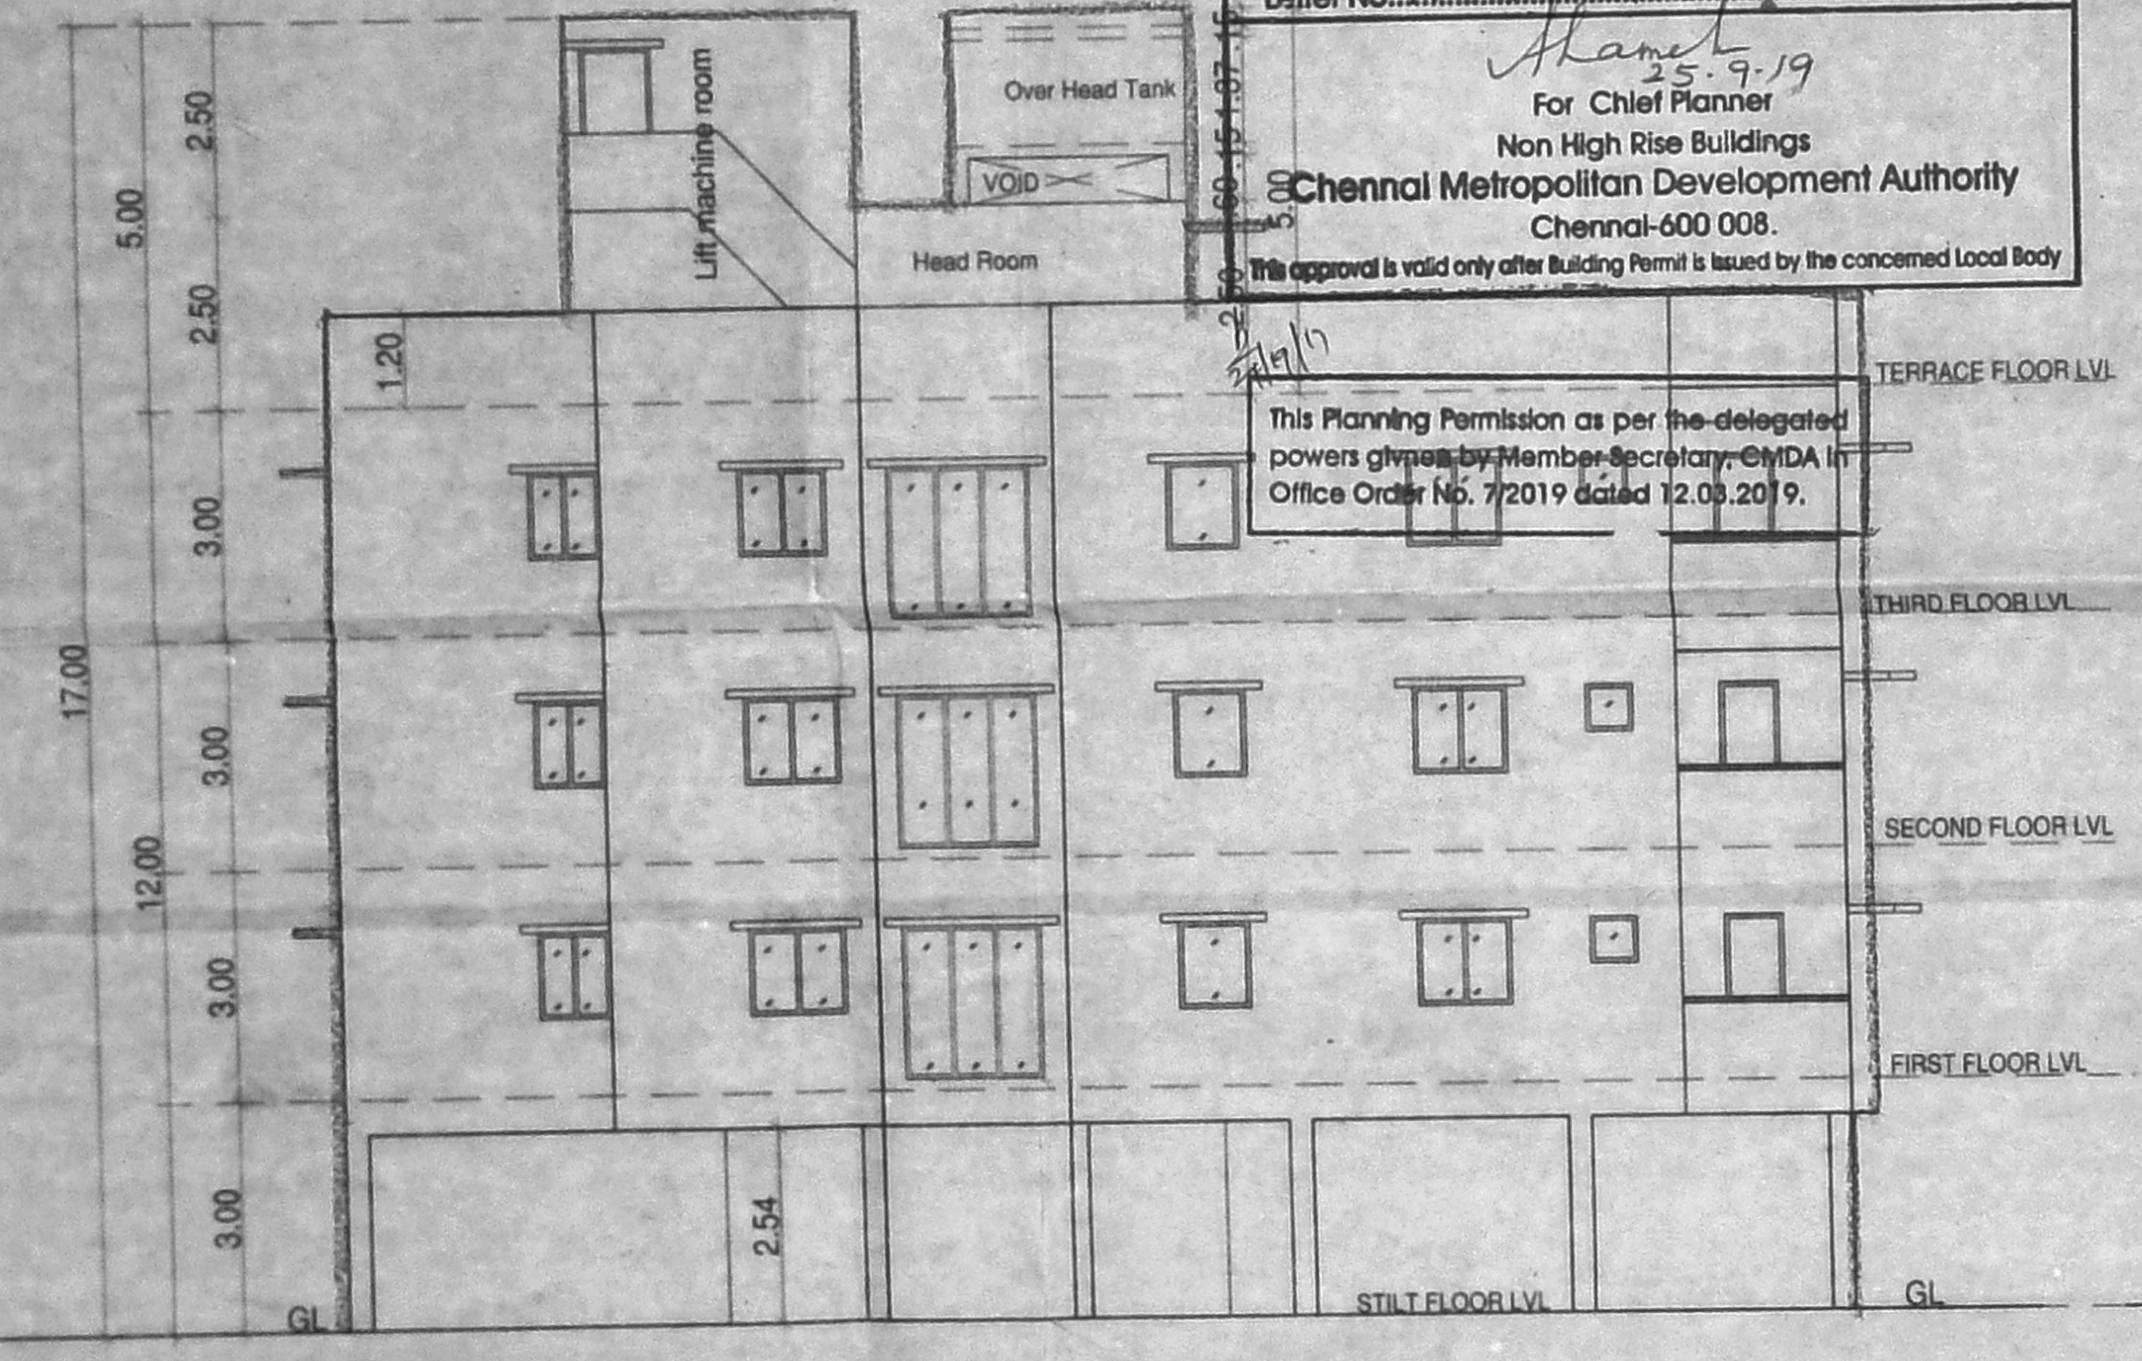 25.9.19
For Chief Planner
Non High Rise Buildings
Chennai Metropolitan Development Authority
Chennai-600 008.
This approval is valid only after Building Permit is issued by the concerned Local Body
This Planning Permission as per the delegated
powers givnen by Member Secretary, CMDA in
Office Order No. 7/2019 dated 12.03.2019.
Over Head Tank
VOID
Lift machine room
Head Room
2.50
5.00
2.50
5.00
1.20
TERRACE FLOOR LVL
3.00
THIRD FLOOR LVL
17.00
3.00
SECOND FLOOR LVL
12.00
3.00
FIRST FLOOR LVL
3.00
2.54
STILT FLOOR LVL
GL
GL